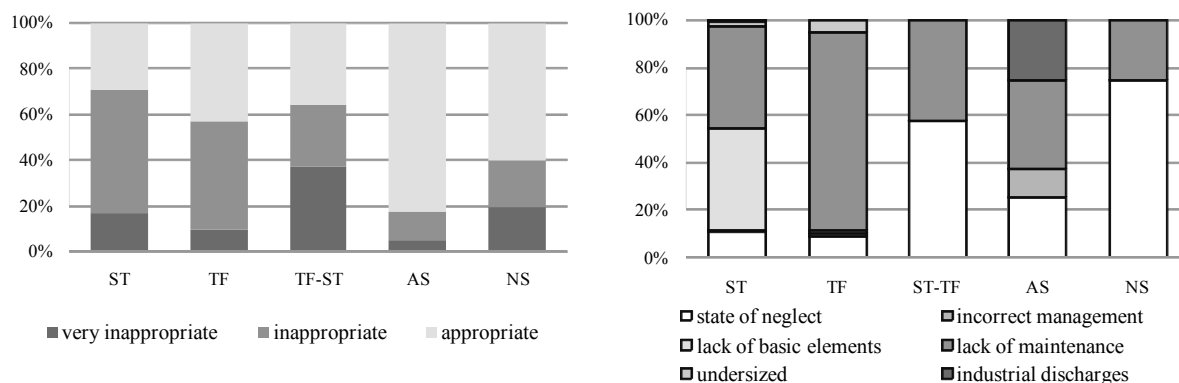 100%
80%
60%
40%
20%
0%
ST TF TF-ST AS NS
very inappropriate inappropriate appropriate
100%
80%
60%
40%
20%
0%
ST TF ST-TF AS NS
state of neglect incorrect management
lack of basic elements lack of maintenance
undersized industrial discharges